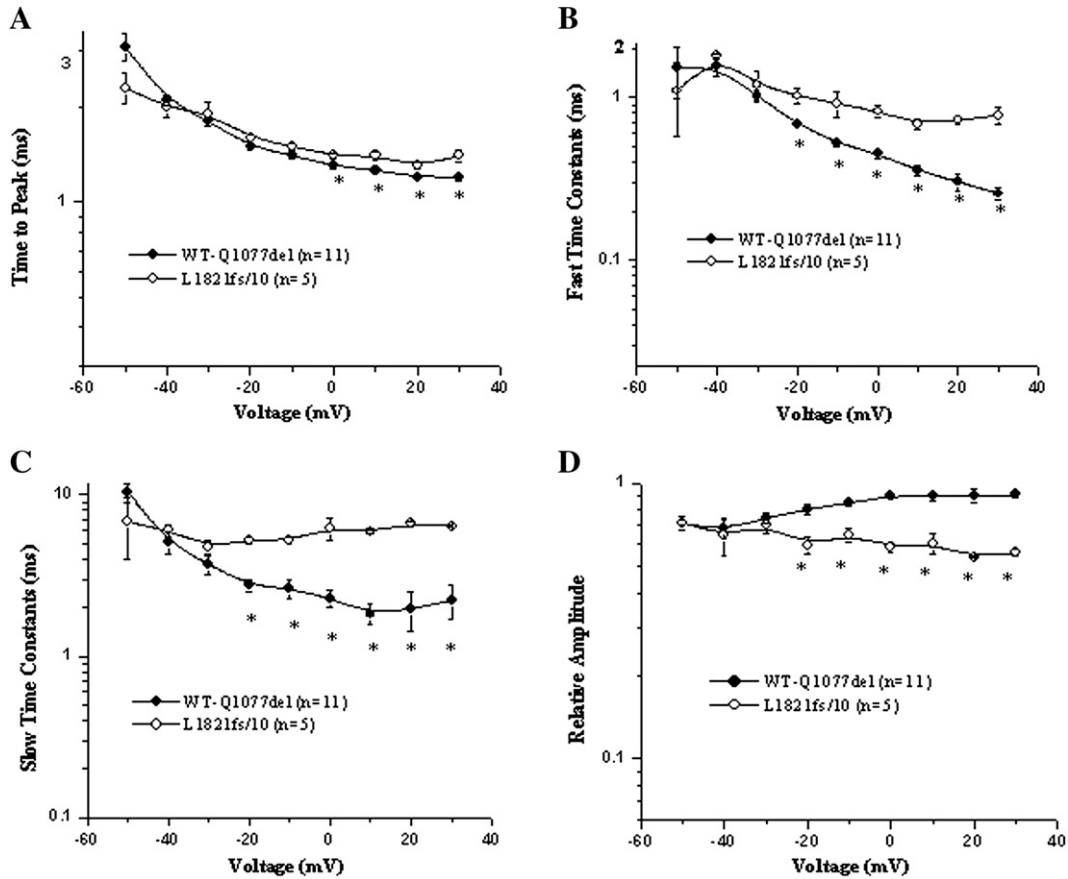 A
3
1
Time to Peak (ms)
WT-Q1077del (n=11)
L1821fs/10 (n=5)
* * * *
-60 -40 -20 0 20 40
Voltage (mV)
B
2
1
0.1
Fast Time Constants (ms)
WT-Q1077del (n=11)
L1821fs/10 (n=5)
* * * * * *
-60 -40 -20 0 20 40
Voltage (mV)
C
10
1
0.1
Slow Time Constants (ms)
* * * * * *
WT-Q1077del (n=11)
L1821fs/10 (n=5)
-60 -40 -20 0 20 40
Voltage (mV)
D
1
0.1
Relative Amplitude
* * * * * *
WT-Q1077del (n=11)
L1821fs/10 (n=5)
-60 -40 -20 0 20 40
Voltage (mV)